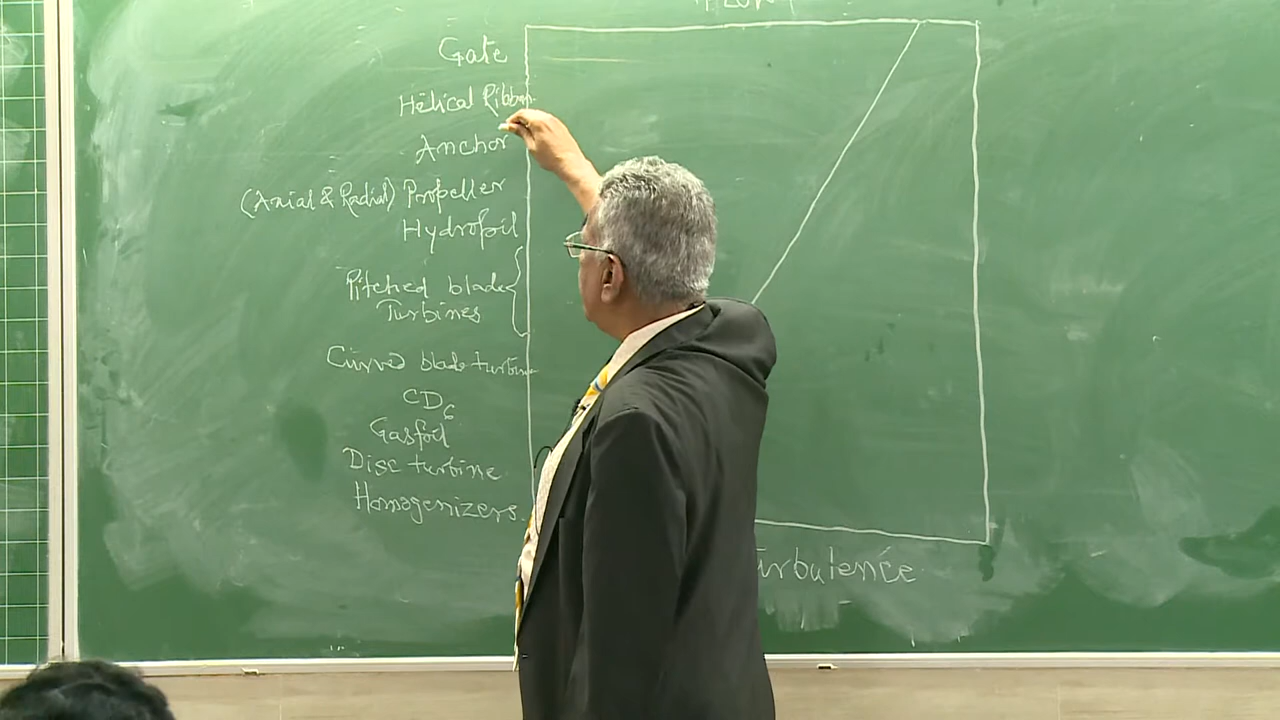 Gate
Helical Ribbon
Anchor
(Axial & Radial) Propeller
Hydrofoil
Pitched blade
Turbines
Curved blade turbine
CD6
Gasfoil
Disc turbine
Homogenizers